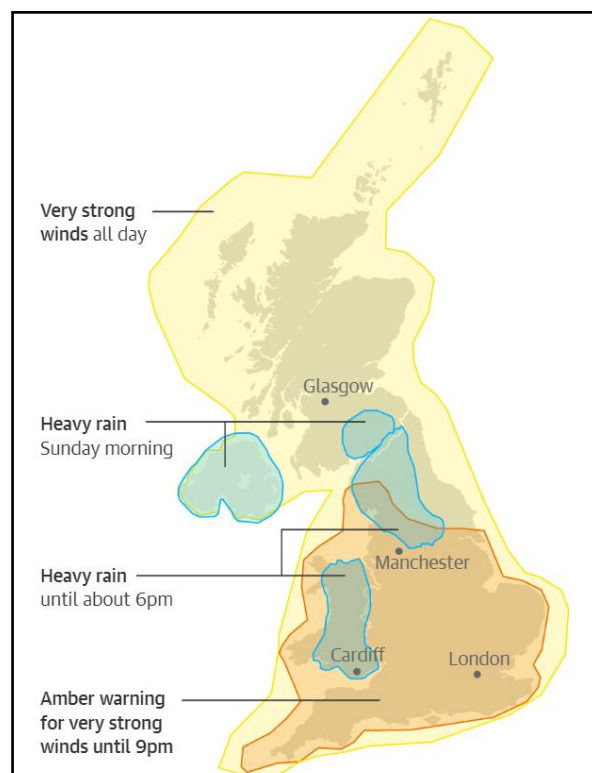 Very strong
winds all day
Glasgow
Heavy rain
Sunday morning
Manchester
Heavy rain
until about 6pm
Cardiff
London
Amber warning
for very strong
winds until 9pm